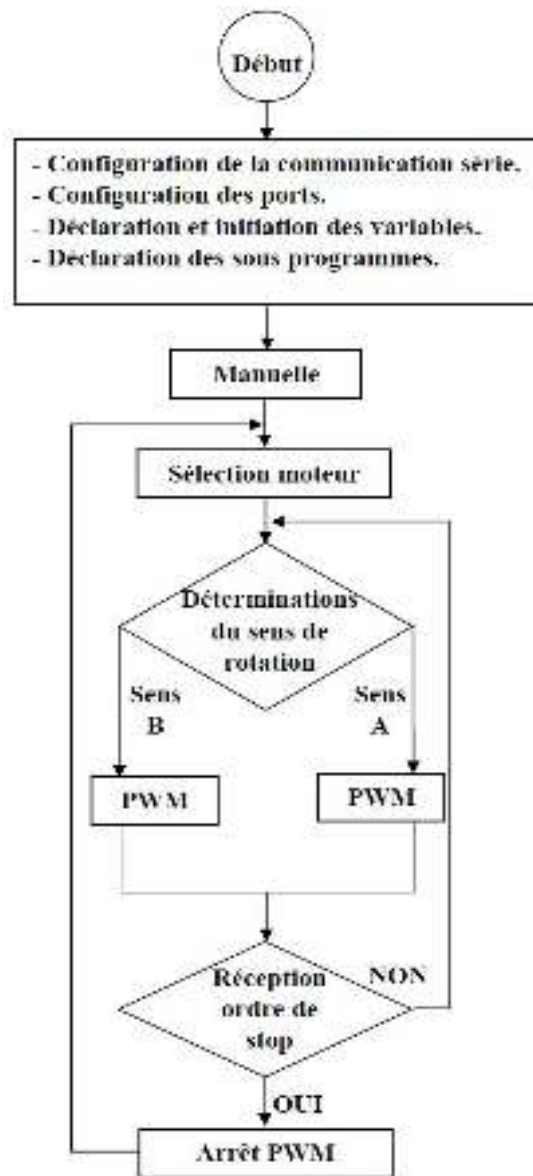 Début
- Configuration de la communication série.
- Configuration des ports.
- Déclaration et initiation des variables.
- Déclaration des sous programmes.
Manuelle
Sélection moteur
Déterminations
du sens de
rotation
Sens
B
Sens
A
PWM
PWM
Réception
ordre de
stop
NON
OUI
Arrêt PWM